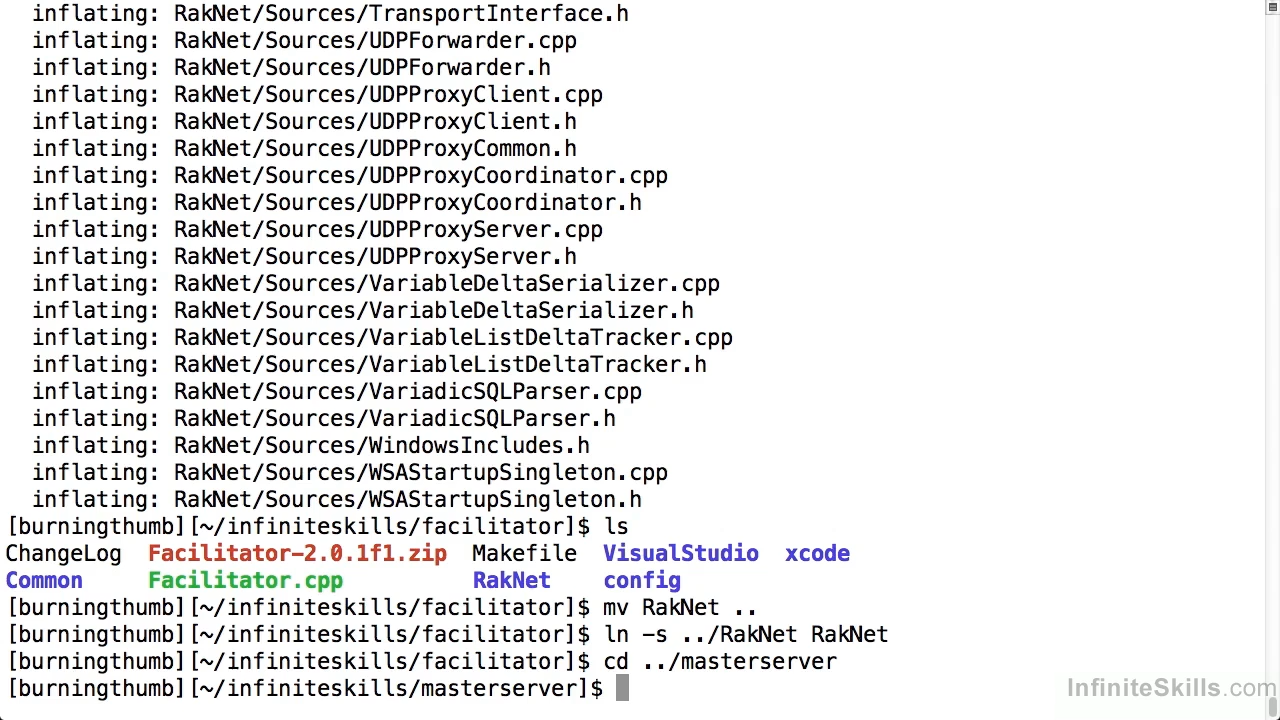 inflating: RakNet/Sources/TransportInterface.h
inflating: RakNet/Sources/UDPForwarder.cpp
inflating: RakNet/Sources/UDPForwarder.h
inflating: RakNet/Sources/UDPProxyClient.cpp
inflating: RakNet/Sources/UDPProxyClient.h
inflating: RakNet/Sources/UDPProxyCommon.h
inflating: RakNet/Sources/UDPProxyCoordinator.cpp
inflating: RakNet/Sources/UDPProxyCoordinator.h
inflating: RakNet/Sources/UDPProxyServer.cpp
inflating: RakNet/Sources/UDPProxyServer.h
inflating: RakNet/Sources/VariableDeltaSerializer.cpp
inflating: RakNet/Sources/VariableDeltaSerializer.h
inflating: RakNet/Sources/VariableListDeltaTracker.cpp
inflating: RakNet/Sources/VariableListDeltaTracker.h
inflating: RakNet/Sources/VariadicSQLParser.cpp
inflating: RakNet/Sources/VariadicSQLParser.h
inflating: RakNet/Sources/WindowsIncludes.h
inflating: RakNet/Sources/WSAStartupSingleton.cpp
inflating: RakNet/Sources/WSAStartupSingleton.h
[burningthumb][~/infiniteskills/facilitator]$ ls
ChangeLog Facilitator-2.0.1f1.zip Makefile VisualStudio xcode
Common Facilitator.cpp RakNet config
[burningthumb][~/infiniteskills/facilitator]$ mv RakNet ..
[burningthumb][~/infiniteskills/facilitator]$ ln -s ../RakNet RakNet
[burningthumb][~/infiniteskills/facilitator]$ cd ../masterserver
[burningthumb][~/infiniteskills/masterserver]$
InfiniteSkills.com